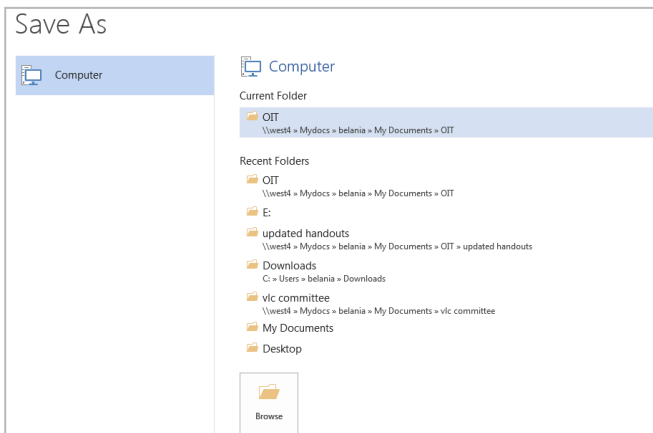 Save As
Computer
Computer
Current Folder
OIT
\\west4 » Mydocs » belania » My Documents » OIT
Recent Folders
OIT
\\west4 » Mydocs » belania » My Documents » OIT
E:
updated handouts
\\west4 » Mydocs » belania » My Documents » OIT » updated handouts
Downloads
C: » Users » belania » Downloads
vlc committee
\\west4 » Mydocs » belania » My Documents » vlc committee
My Documents
Desktop
Browse